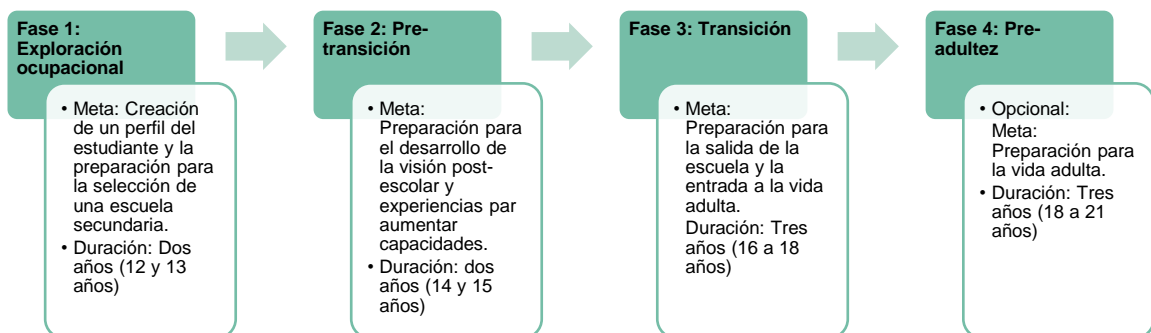 Fase 1:
Exploración
ocupacional
• Meta: Creación
de un perfil del
estudiante y la
preparación para
la selección de
una escuela
secundaria.
• Duración: Dos
años (12 y 13
años)
Fase 2: Pre-
transición
• Meta:
Preparación para
el desarrollo de
la visión post-
escolar y
experiencias par
aumentar
capacidades.
• Duración: dos
años (14 y 15
años)
Fase 3: Transición
• Meta:
Preparación para
la salida de la
escuela y la
entrada a la vida
adulta.
Duración: Tres
años (16 a 18
años)
Fase 4: Pre-
adultez
• Opcional:
Meta:
Preparación para
la vida adulta.
• Duración: Tres
años (18 a 21
años)